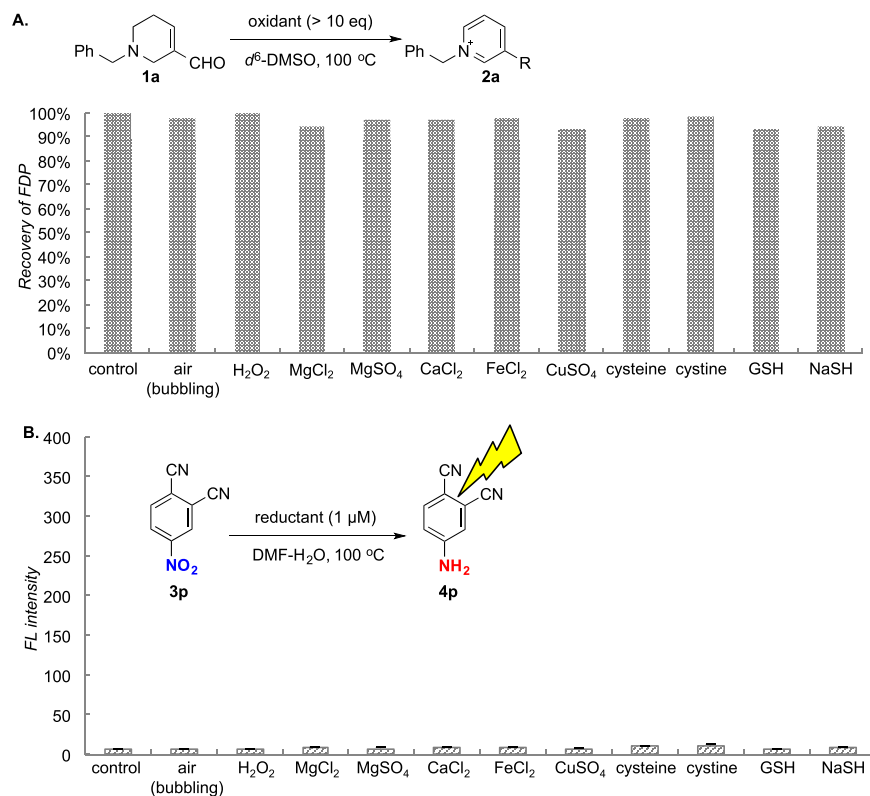 A.
oxidant (> 10 eq)
Ph N CHO
1a
d⁶-DMSO, 100 °C
Ph N⁺ R
2a
Recovery of FDP
100%
90%
80%
70%
60%
50%
40%
30%
20%
10%
0%
control air H₂O₂ MgCl₂ MgSO₄ CaCl₂ FeCl₂ CuSO₄ cysteine cystine GSH NaSH
(bubbling)
B.
FL intensity
400
350
300
250
200
150
100
50
0
CN
CN
NO₂
3p
reductant (1 μM)
DMF-H₂O, 100 °C
CN
CN
NH₂
4p
control air H₂O₂ MgCl₂ MgSO₄ CaCl₂ FeCl₂ CuSO₄ cysteine cystine GSH NaSH
(bubbling)